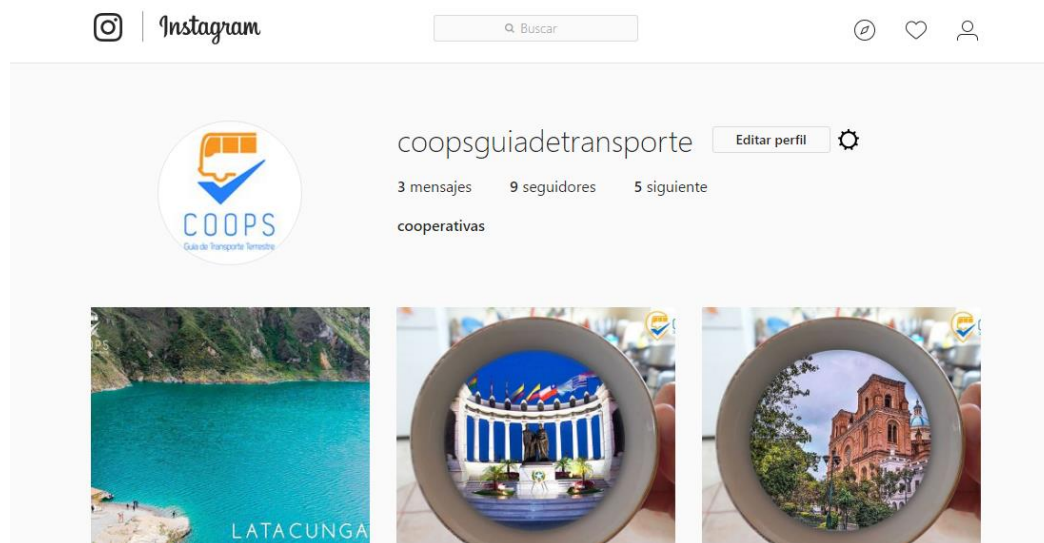 Instagram
Buscar
coopsguiadetransporte
Editar perfil
3 mensajes 9 seguidores 5 siguiente
cooperativas
COOPS
Guía de Transporte Terrestre
LATACUNGA